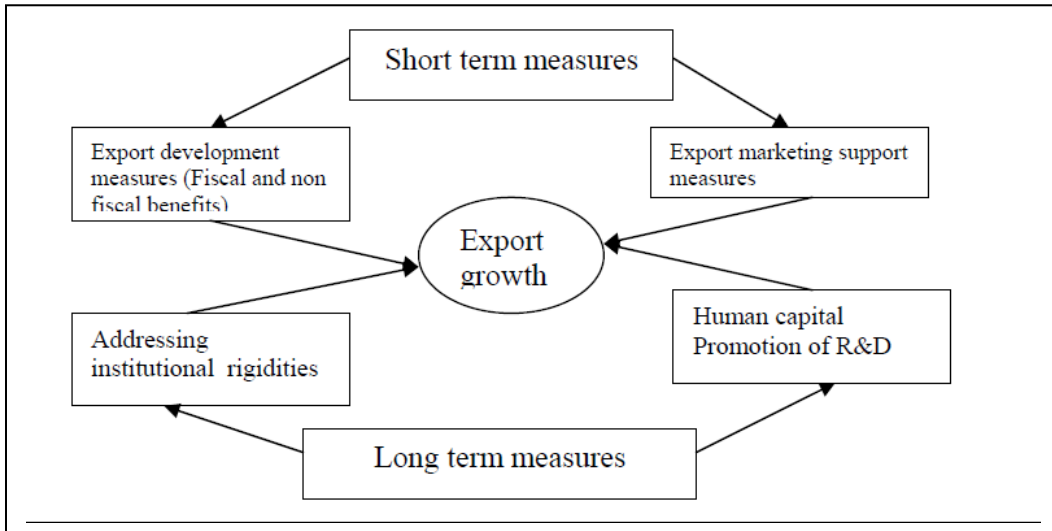 Short term measures
Export development
measures (Fiscal and non
fiscal benefits)
Export marketing support
measures
Export
growth
Addressing
institutional rigidities
Human capital
Promotion of R&D
Long term measures